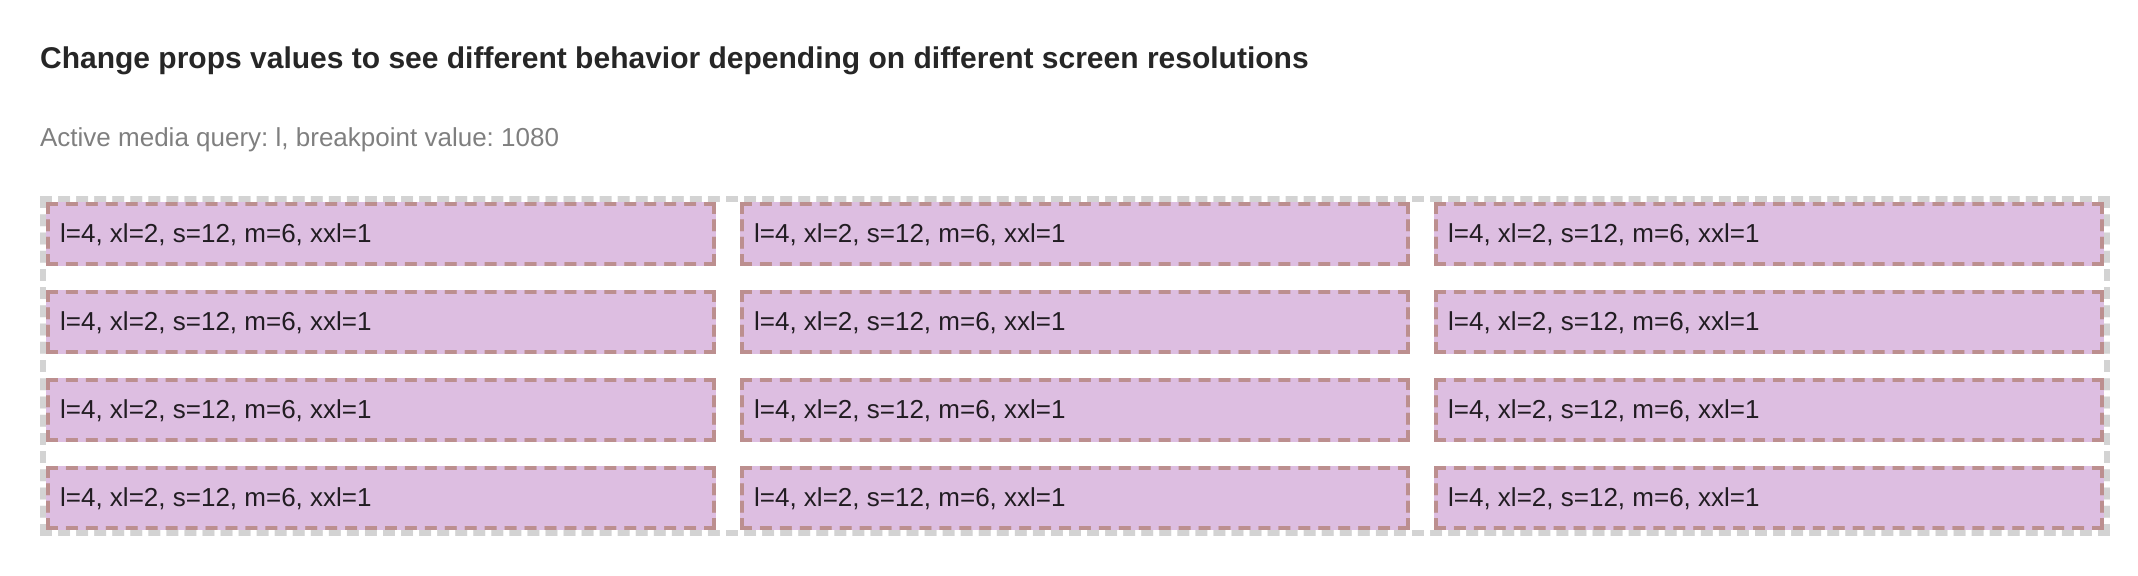 Change props values to see different behavior depending on different screen resolutions
Active media query: l, breakpoint value: 1080
l=4, xl=2, s=12, m=6, xxl=1 l=4, xl=2, s=12, m=6, xxl=1 l=4, xl=2, s=12, m=6, xxl=1
l=4, xl=2, s=12, m=6, xxl=1 l=4, xl=2, s=12, m=6, xxl=1 l=4, xl=2, s=12, m=6, xxl=1
l=4, xl=2, s=12, m=6, xxl=1 l=4, xl=2, s=12, m=6, xxl=1 l=4, xl=2, s=12, m=6, xxl=1
l=4, xl=2, s=12, m=6, xxl=1 l=4, xl=2, s=12, m=6, xxl=1 l=4, xl=2, s=12, m=6, xxl=1